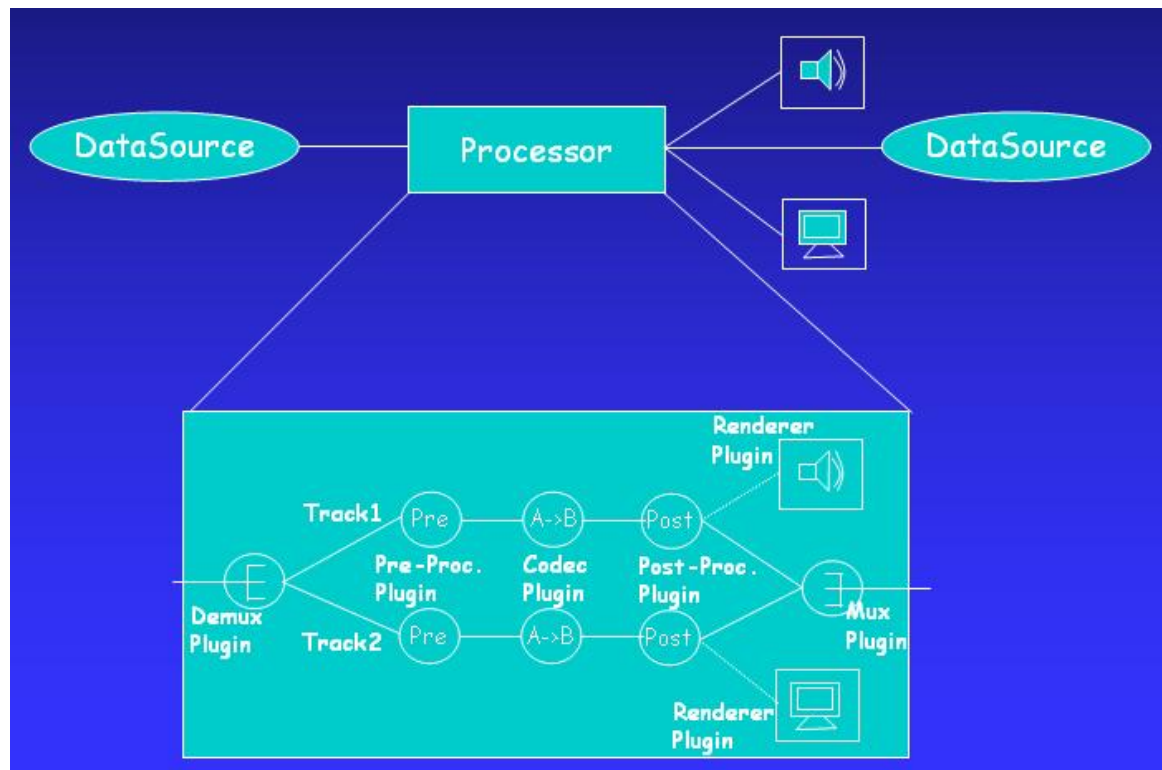 DataSource
Processor
DataSource
Renderer
Plugin
Track1
Pre
A->B
Post
Pre-Proc.
Plugin
Codec
Plugin
Post-Proc.
Plugin
Demux
Plugin
Mux
Plugin
Track2
Pre
A->B
Post
Renderer
Plugin